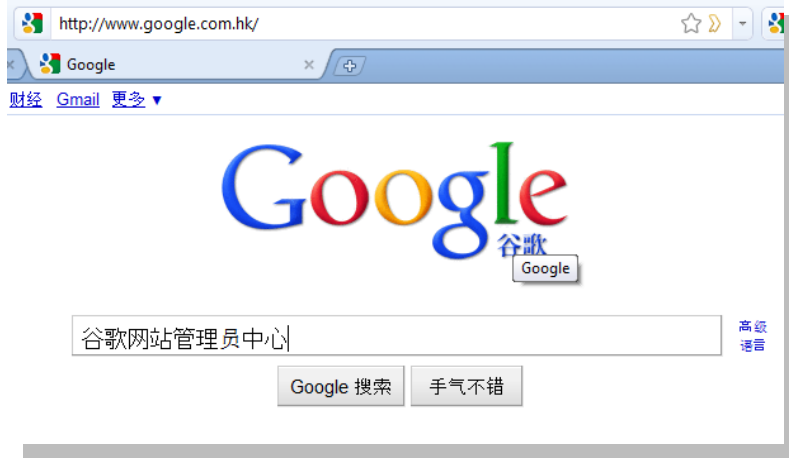 http://www.google.com.hk/
Google
财经 Gmail 更多 ▼
Google
谷歌
Google
谷歌网站管理员中心
高级
语言
Google 搜索 手气不错